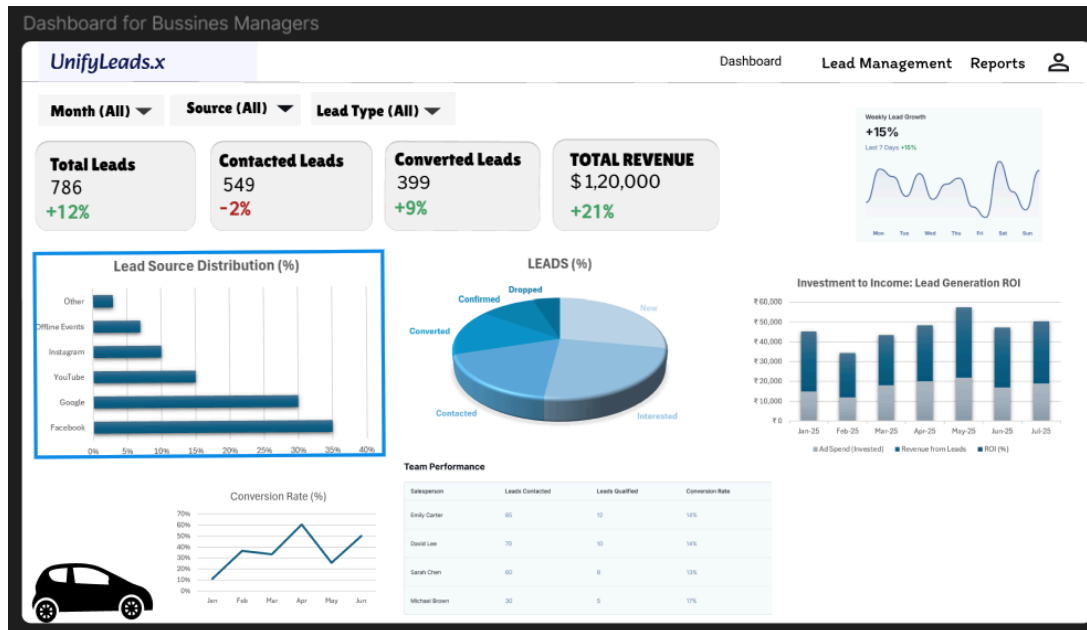 Dashboard for Bussines Managers
UnifyLeads.x
Dashboard
Lead Management
Reports
Month (All)
Source (All)
Lead Type (All)
Total Leads
786
+12%
Contacted Leads
549
-2%
Converted Leads
399
+9%
TOTAL REVENUE
$ 1,20,000
+21%
Weekly Lead Growth
+15%
Last 7 Days +15%
Mon Tue Wed Thu Fri Sat Sun
Lead Source Distribution (%)
Other
Offline Events
Instagram
YouTube
Google
Facebook
0% 5% 10% 15% 20% 25% 30% 35% 40%
LEADS (%)
Dropped
Confirmed
New
Converted
Contacted
Interested
Investment to Income: Lead Generation ROI
₹60,000
₹50,000
₹40,000
₹30,000
₹20,000
₹10,000
₹0
Jan-25 Feb-25 Mar-25 Apr-25 May-25 Jun-25 Jul-25
Ad Spend (Invested) Revenue from Leads ROI (%)
Conversion Rate (%)
70%
60%
50%
40%
30%
20%
10%
0%
Jan Feb Mar Apr May Jun
Team Performance
Salesperson Leads Contacted Leads Qualified Conversion Rate
Emily Carter 85 12 14%
David Lee 70 10 14%
Sarah Chen 60 8 13%
Michael Brown 30 5 17%